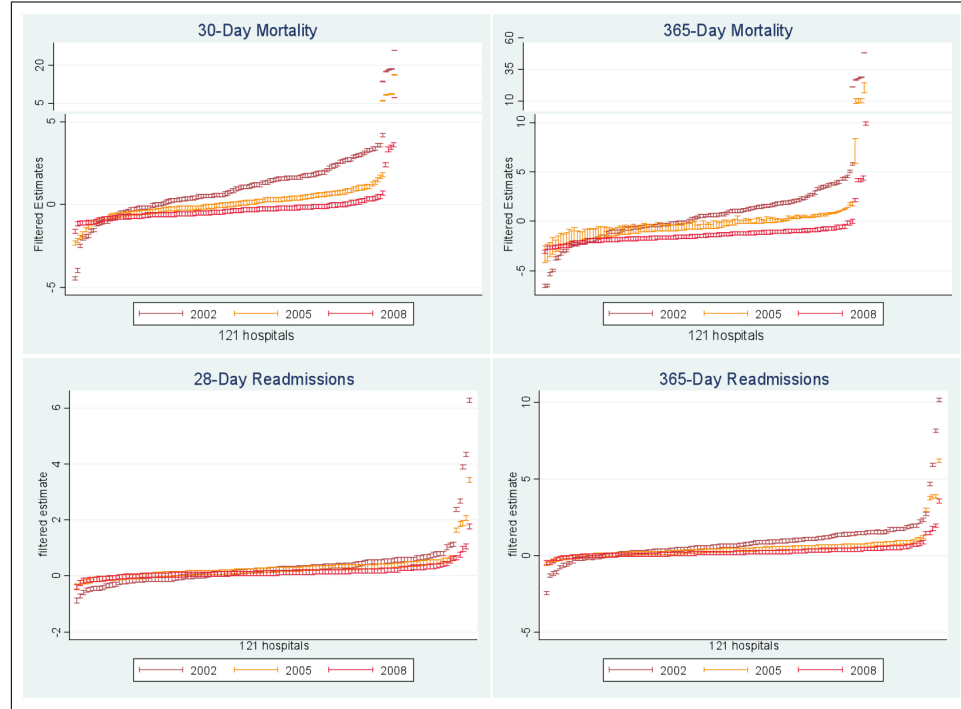 30-Day Mortality
20
5
5
0
-5
Filtered Estimates
2002 2005 2008
121 hospitals
365-Day Mortality
60
35
10
10
5
0
-5
Filtered Estimates
2002 2005 2008
121 hospitals
28-Day Readmissions
6
4
2
0
-2
filtered estimate
121 hospitals
2002 2005 2008
365-Day Readmissions
10
5
0
-5
filtered estimate
121 hospitals
2002 2005 2008